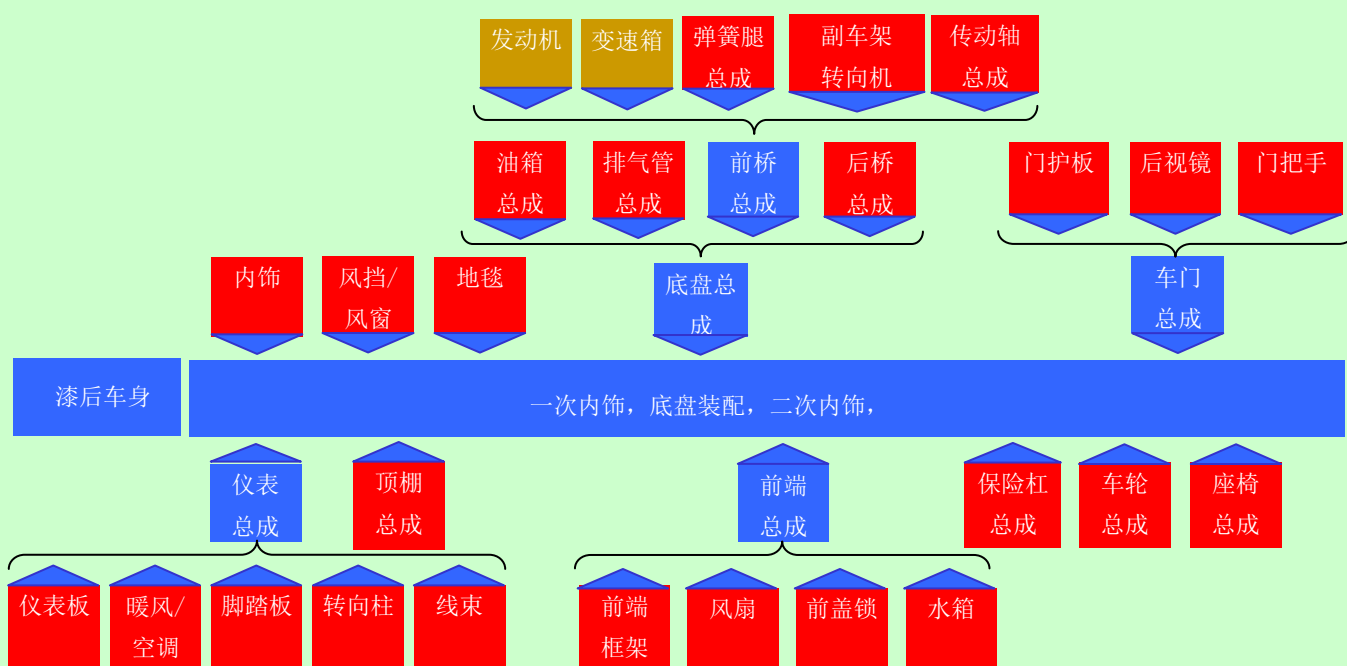 发动机
变速箱
弹簧腿
总成
副车架
转向机
传动轴
总成
油箱
总成
排气管
总成
前桥
总成
后桥
总成
门护板
后视镜
门把手
内饰
风挡/
风窗
地毯
底盘总
成
车门
总成
漆后车身
一次内饰，底盘装配，二次内饰，
仪表
总成
顶棚
总成
前端
总成
保险杠
总成
车轮
总成
座椅
总成
仪表板
暖风/
空调
脚踏板
转向柱
线束
前端
框架
风扇
前盖锁
水箱